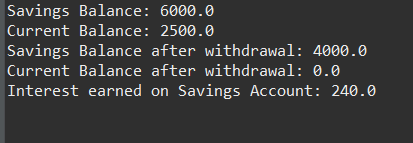 Savings Balance: 6000.0
Current Balance: 2500.0
Savings Balance after withdrawal: 4000.0
Current Balance after withdrawal: 0.0
Interest earned on Savings Account: 240.0